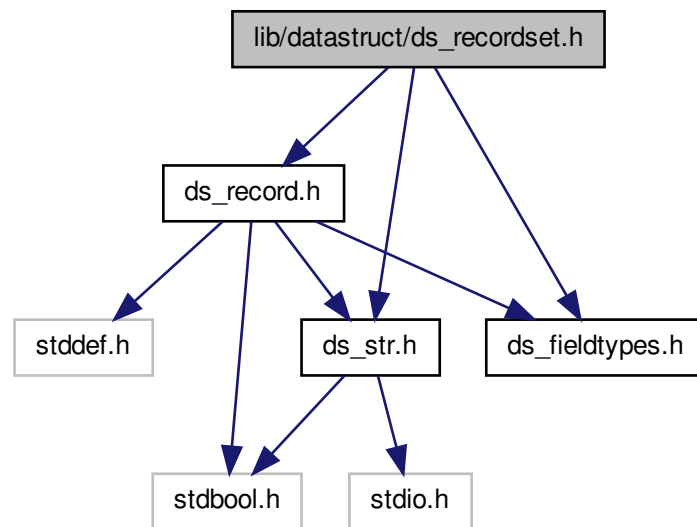 lib/datastruct/ds_recordset.h
ds_record.h
stddef.h
ds_str.h
ds_fieldtypes.h
stdbool.h
stdio.h